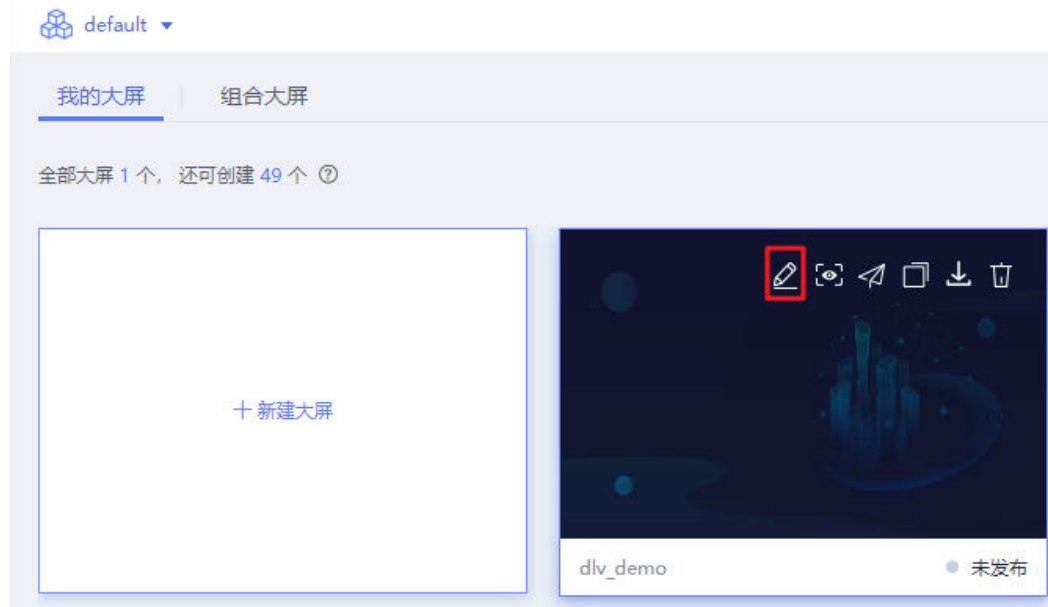 default
我的大屏 组合大屏
全部大屏 1 个, 还可创建 49 个 ?
+ 新建大屏
dlv_demo 未发布